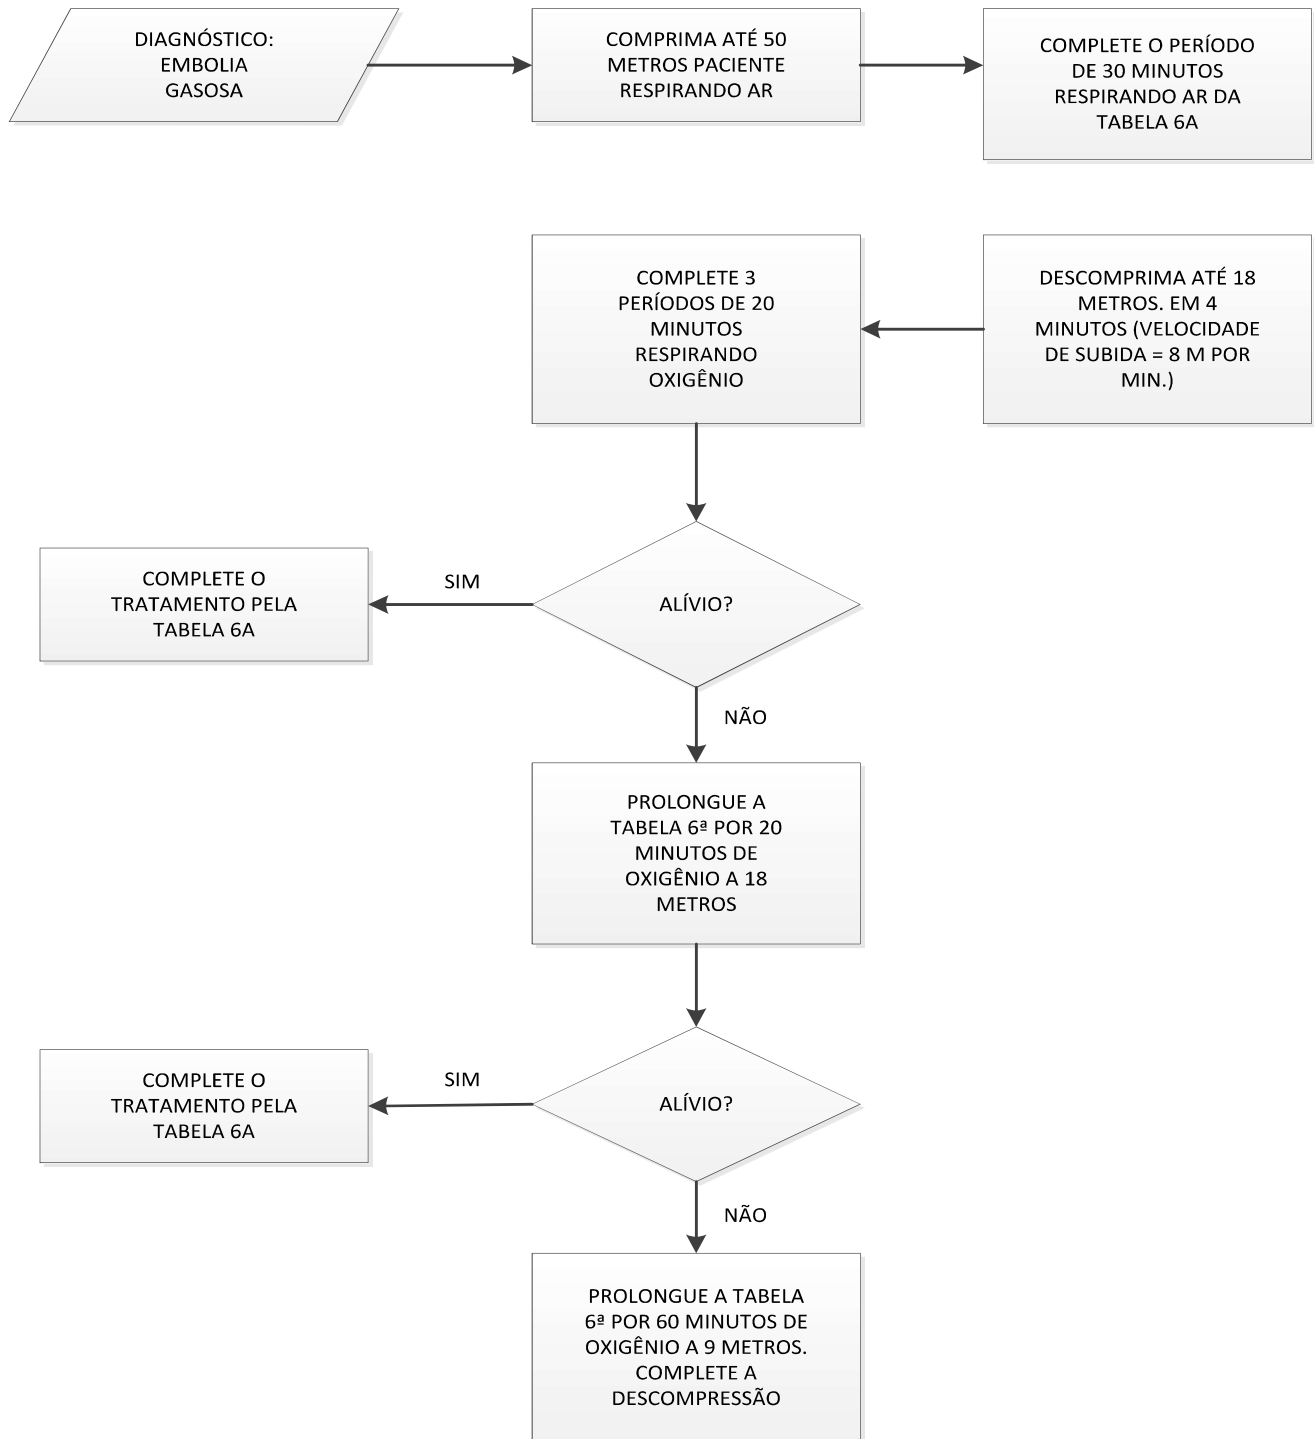 DIAGNÓSTICO:
EMBOLIA
GASOSA
COMPRIMA ATÉ 50
METROS PACIENTE
RESPIRANDO AR
COMPLETE O PERÍODO
DE 30 MINUTOS
RESPIRANDO AR DA
TABELA 6A
DESCOMPRIMA ATÉ 18
METROS. EM 4
MINUTOS (VELOCIDADE
DE SUBIDA = 8 M POR
MIN.)
COMPLETE 3
PERÍODOS DE 20
MINUTOS
RESPIRANDO
OXIGÊNIO
ALÍVIO?
SIM
COMPLETE O
TRATAMENTO PELA
TABELA 6A
NÃO
PROLONGUE A
TABELA 6ª POR 20
MINUTOS DE
OXIGÊNIO A 18
METROS
ALÍVIO?
SIM
COMPLETE O
TRATAMENTO PELA
TABELA 6A
NÃO
PROLONGUE A TABELA
6ª POR 60 MINUTOS DE
OXIGÊNIO A 9 METROS.
COMPLETE A
DESCOMPRESSÃO